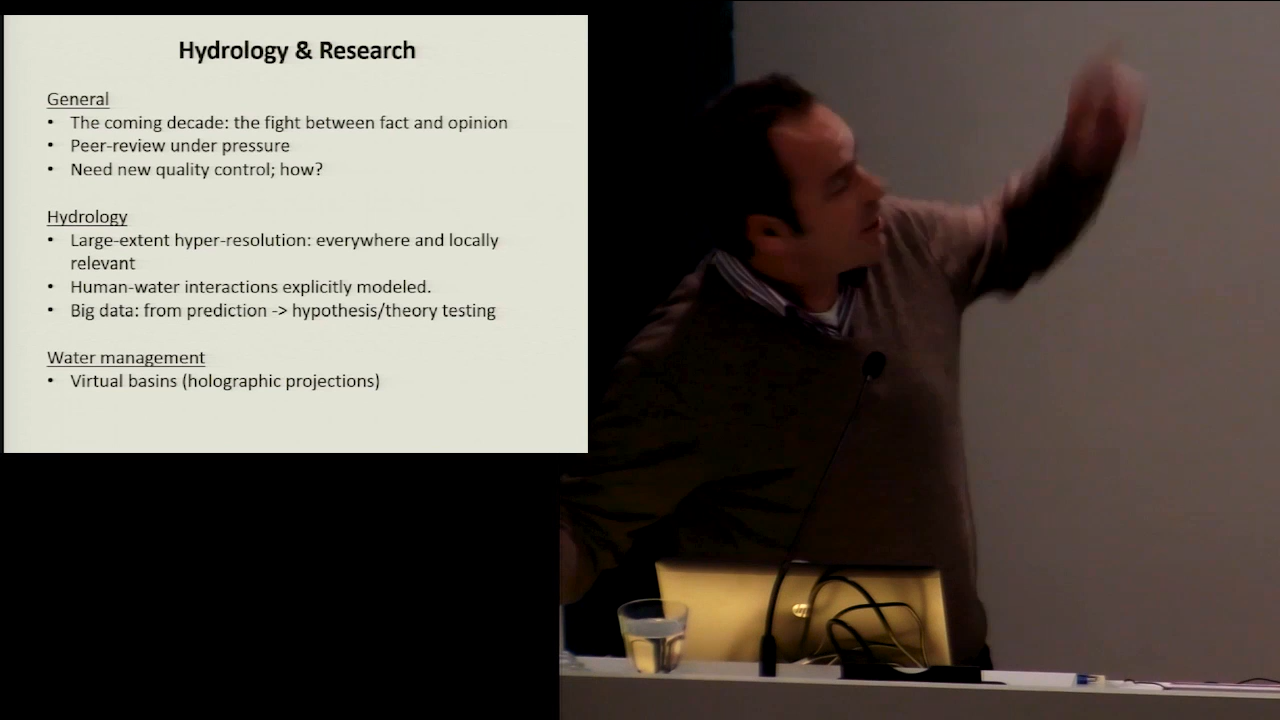 Hydrology & Research
General
• The coming decade: the fight between fact and opinion
• Peer-review under pressure
• Need new quality control; how?
Hydrology
• Large-extent hyper-resolution: everywhere and locally
relevant
• Human-water interactions explicitly modeled.
• Big data: from prediction -> hypothesis/theory testing
Water management
• Virtual basins (holographic projections)
hp